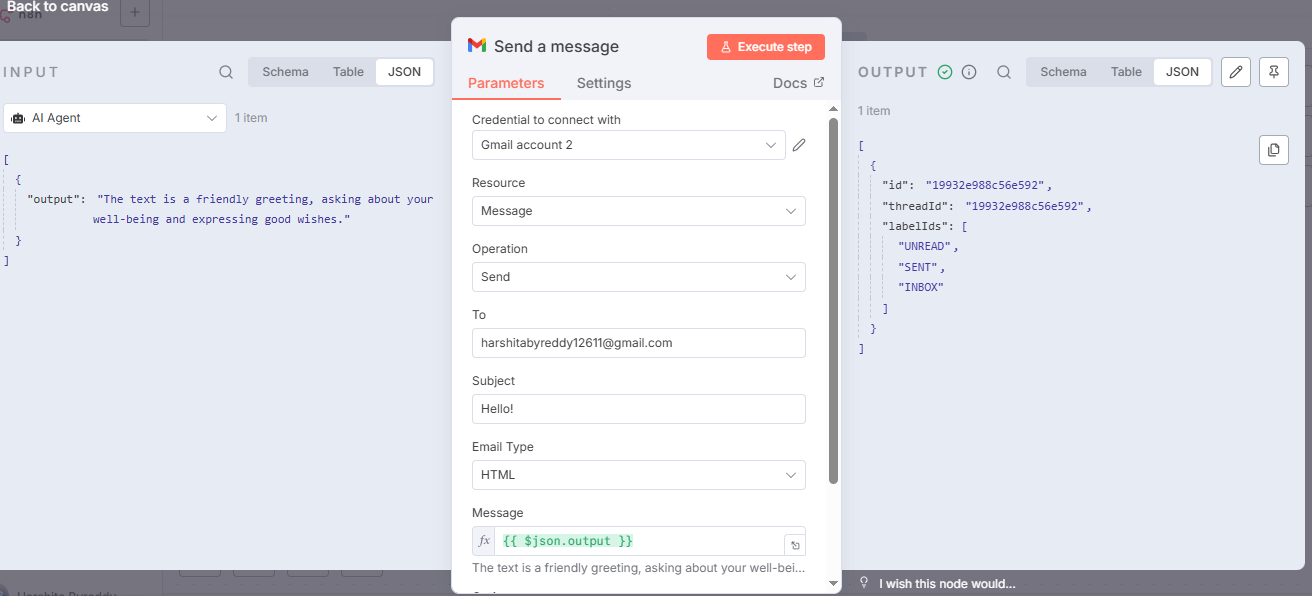 Back to canvas
n8n
+
INPUT
Schema
Table
JSON
AI Agent
1 item
[
{
"output": "The text is a friendly greeting, asking about your
well-being and expressing good wishes."
}
]
Send a message
Execute step
Parameters
Settings
Docs
Credential to connect with
Gmail account 2
Resource
Message
Operation
Send
To
harshitabyreddy12611@gmail.com
Subject
Hello!
Email Type
HTML
Message
fx {{ $json.output }}
The text is a friendly greeting, asking about your well-bei...
OUTPUT
Schema
Table
JSON
1 item
[
{
"id": "19932e988c56e592",
"threadId": "19932e988c56e592",
"labelIds": [
"UNREAD",
"SENT",
"INBOX"
]
}
]
I wish this node would...